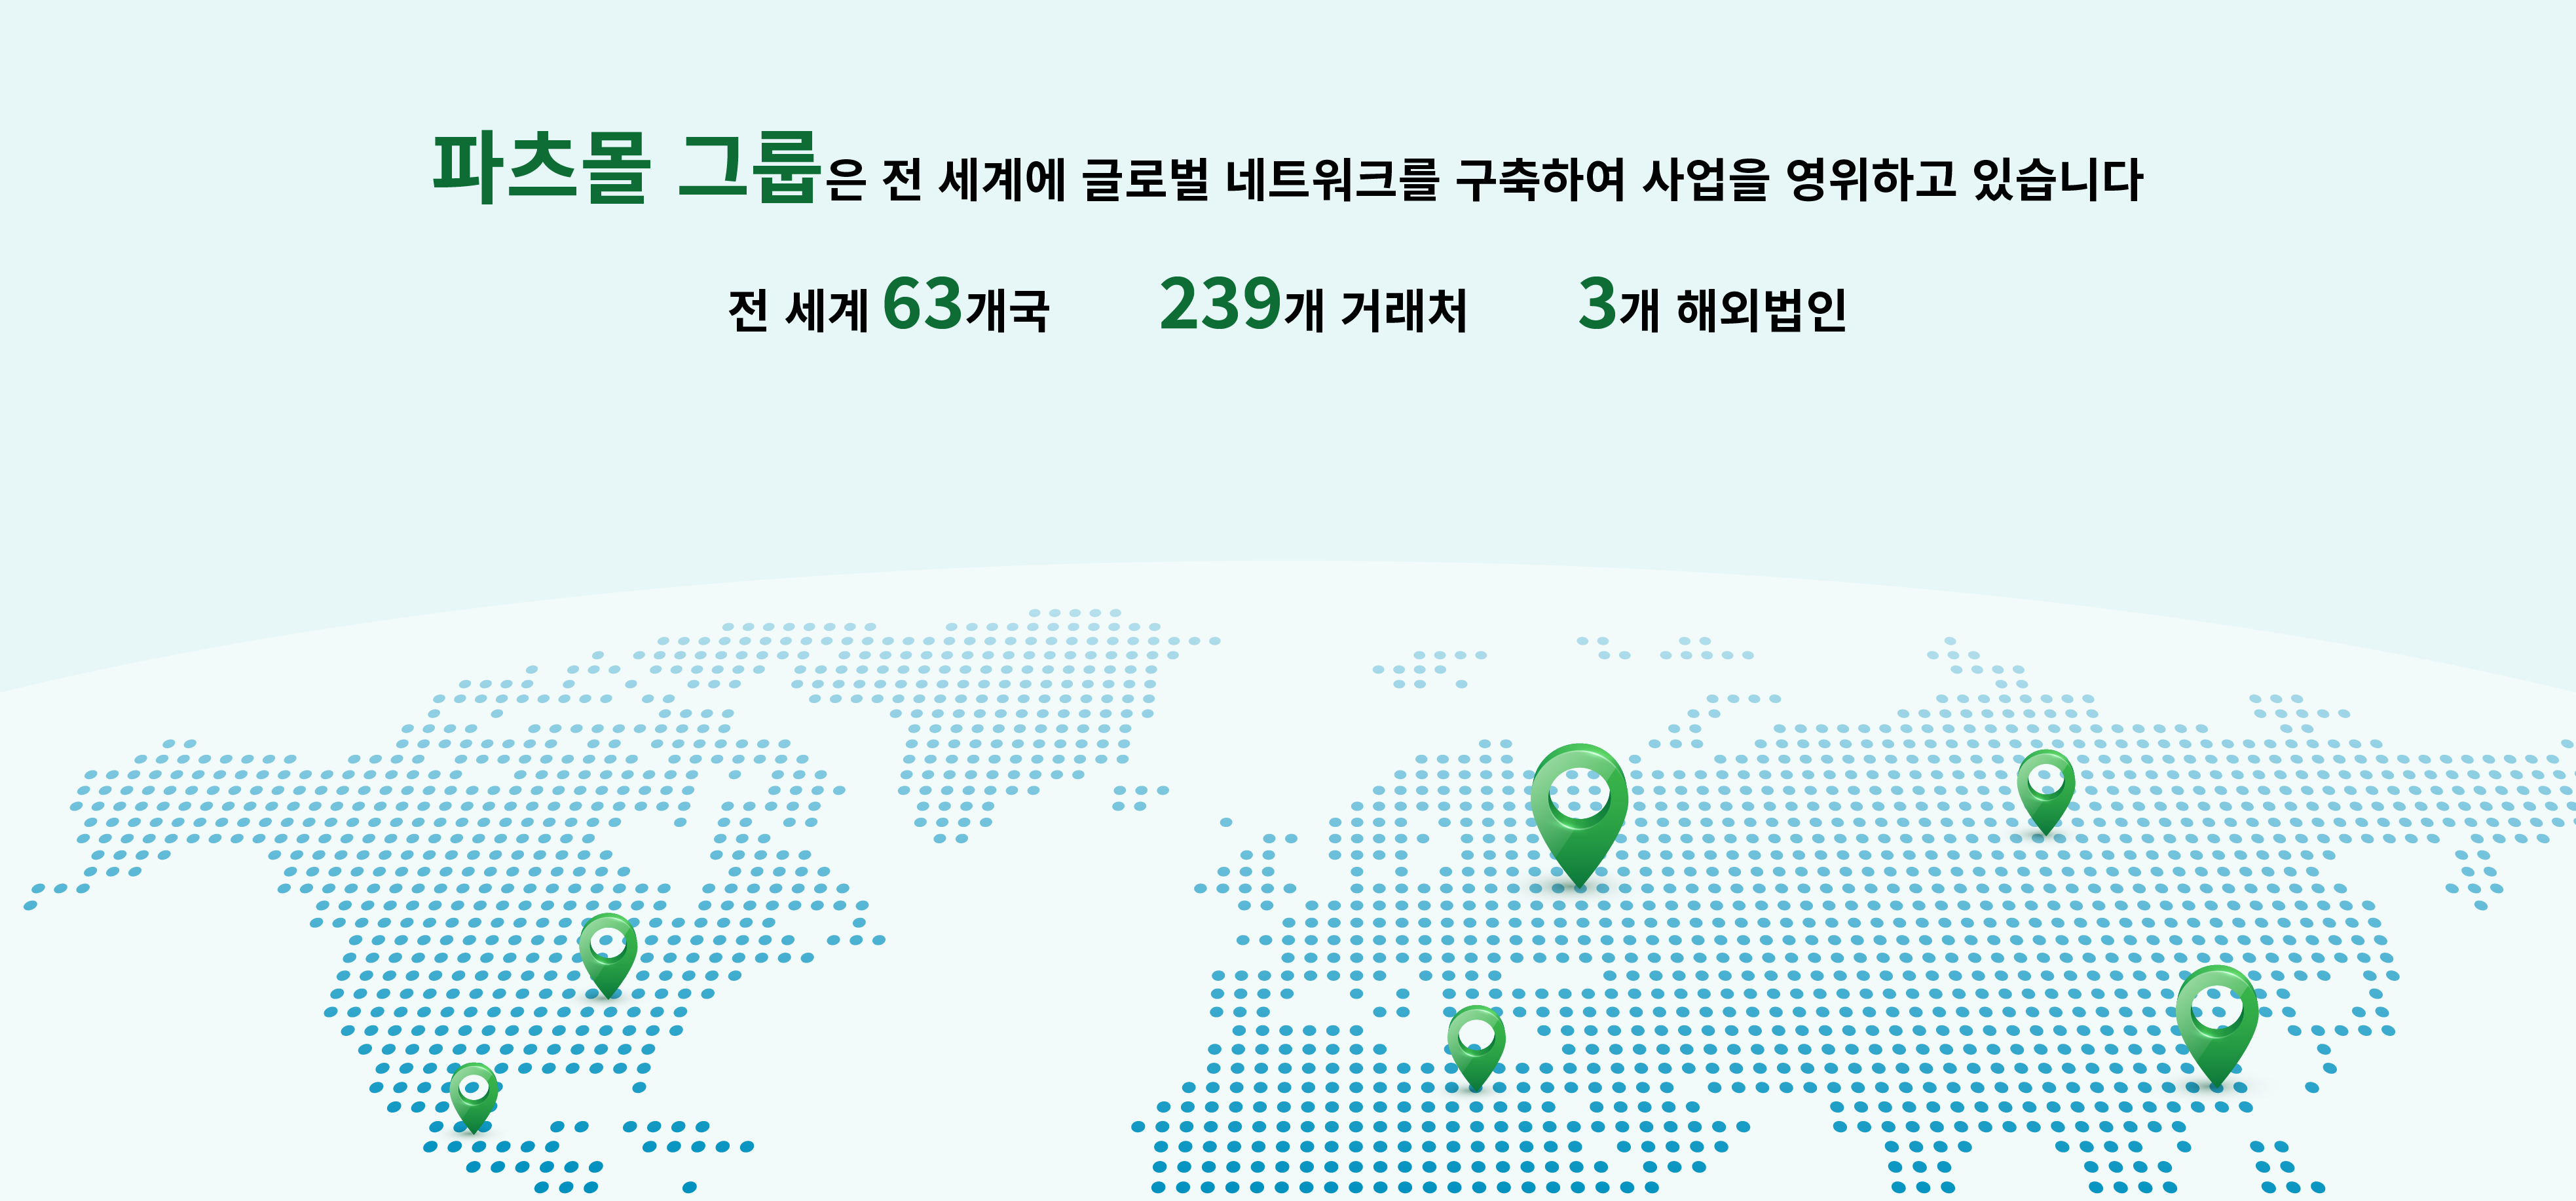 파츠몰 그룹은 전 세계에 글로벌 네트워크를 구축하여 사업을 영위하고 있습니다
전 세계 63개국 239개 거래처 3개 해외법인